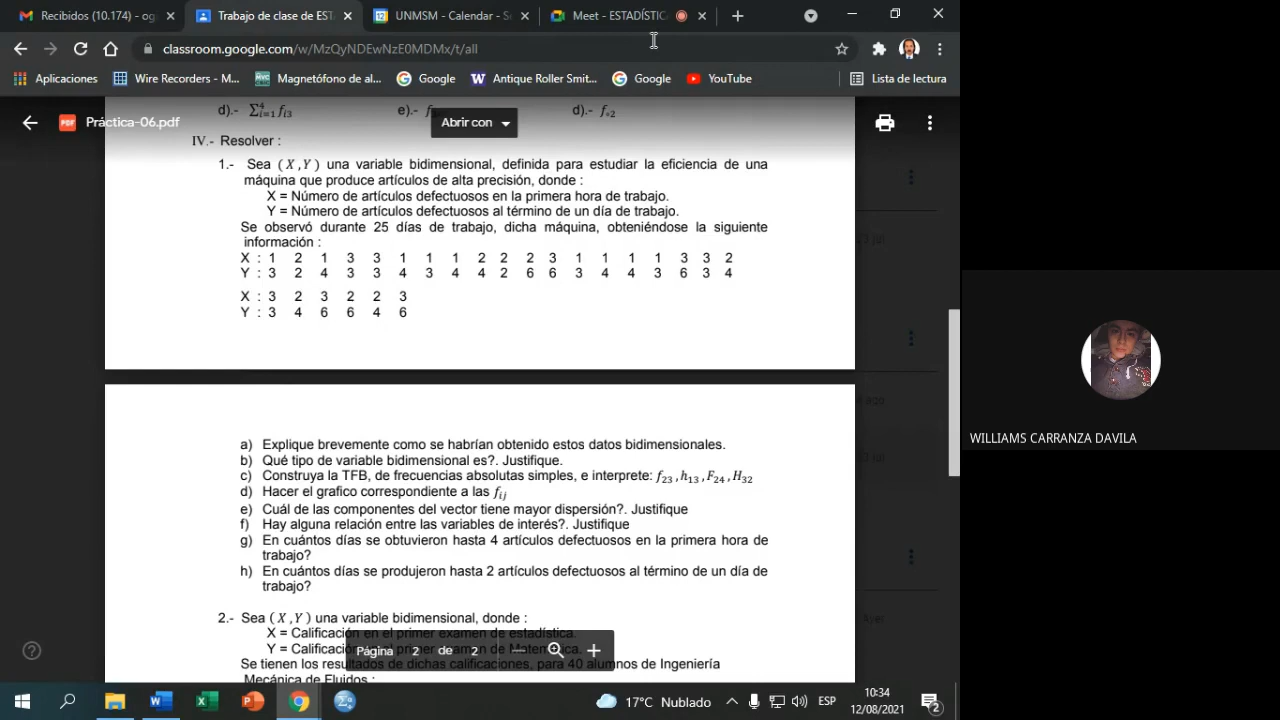 Recibidos (10.174) - og
Trabajo de clase de EST
UNMSM - Calendar - Se
Meet - ESTADÍSTIC
classroom.google.com/w/MzQyNDEwNzE0MDMx/t/all
Aplicaciones
Wire Recorders - M...
Magnetófono de al...
Google
Antique Roller Smit...
Google
YouTube
Lista de lectura
d).- ∑⁴ᵢ₌₁ fᵢ₃ e).- d).- f∘₂
PDF Práctica-06.pdf
Abrir con
IV.- Resolver :
1.- Sea (X,Y) una variable bidimensional, definida para estudiar la eficiencia de una
máquina que produce artículos de alta precisión, donde :
X = Número de artículos defectuosos en la primera hora de trabajo.
Y = Número de artículos defectuosos al término de un día de trabajo.
Se observó durante 25 días de trabajo, dicha máquina, obteniéndose la siguiente
información :
X : 1 2 1 3 3 1 1 1 2 2 2 3 1 1 1 1 3 3 2
Y : 3 2 4 3 3 4 3 4 4 2 6 6 3 4 4 3 6 3 4
X : 3 2 3 2 2 3
Y : 3 4 6 6 4 6
WILLIAMS CARRANZA DAVILA
a) Explique brevemente como se habrían obtenido estos datos bidimensionales.
b) Qué tipo de variable bidimensional es?. Justifique.
c) Construya la TFB, de frecuencias absolutas simples, e interprete: f₂₃ ,h₁₃ ,F₂₄ ,H₃₂
d) Hacer el grafico correspondiente a las fᵢⱼ
e) Cuál de las componentes del vector tiene mayor dispersión?. Justifique
f) Hay alguna relación entre las variables de interés?. Justifique
g) En cuántos días se obtuvieron hasta 4 artículos defectuosos en la primera hora de
trabajo?
h) En cuántos días se produjeron hasta 2 artículos defectuosos al término de un día de
trabajo?
2.- Sea (X,Y) una variable bidimensional, donde :
X = Calificación en el primer examen de estadística.
Y = Calificación en el primer examen de Matemática.
Página 2 de 2
Se tienen los resultados de dichas calificaciones, para 40 alumnos de Ingeniería
Mecánica de Fluidos :
17°C Nublado
ESP
10:34
12/08/2021
2